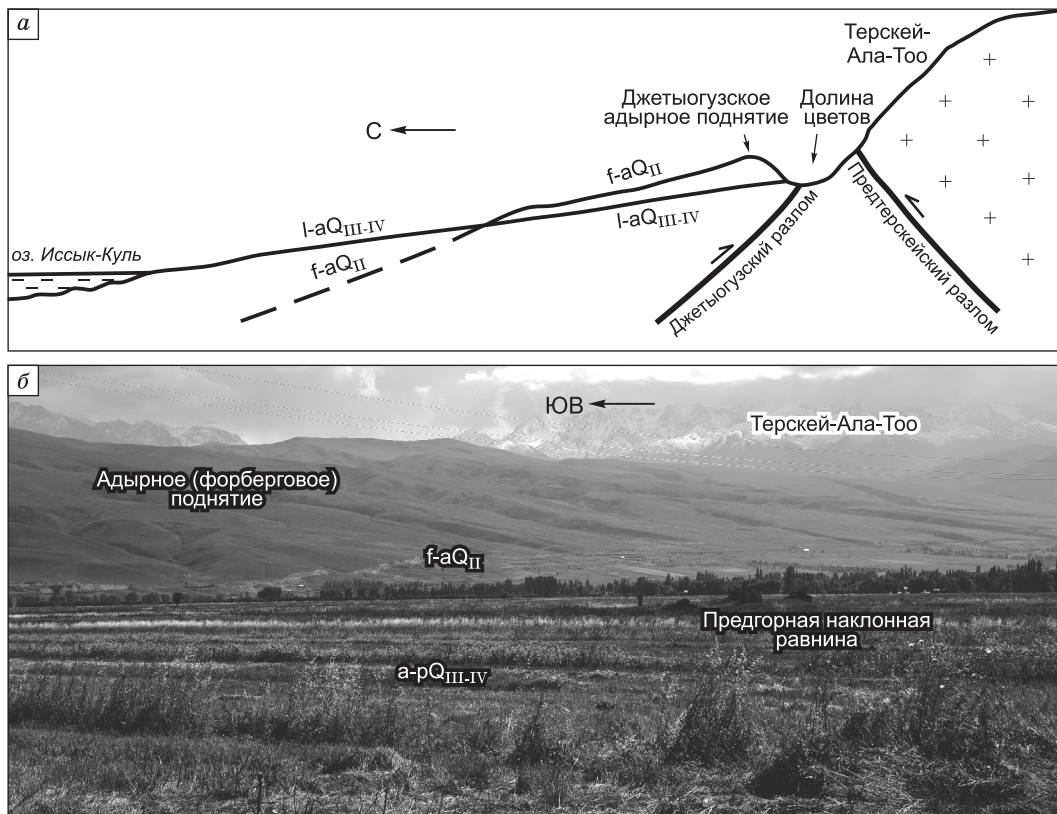 а
Терскей-
Ала-Тоо
Джетыогузское
адырное поднятие
Долина
цветов
С
f-aQII
l-aQIII-IV
l-aQIII-IV
оз. Иссык-Куль
f-aQII
Джетыогузский разлом
Предтерскейский разлом
б
ЮВ
Терскей-Ала-Тоо
Адырное (форберговое)
поднятие
f-aQII
Предгорная наклонная
равнина
a-pQIII-IV